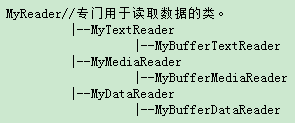 MyReader//专门用于读取数据的类。
|--MyTextReader
|--MyBufferTextReader
|--MyMediaReader
|--MyBufferMediaReader
|--MyDataReader
|--MyBufferDataReader